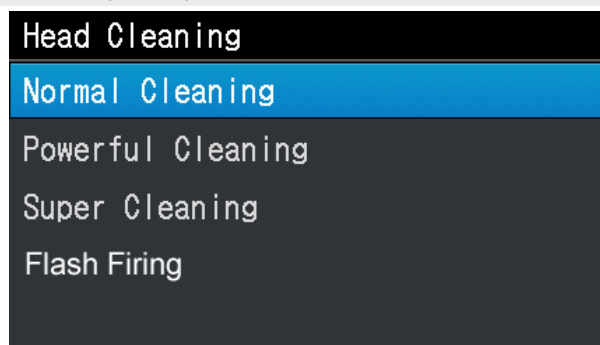 Head Cleaning
Normal Cleaning
Powerful Cleaning
Super Cleaning
Flash Firing